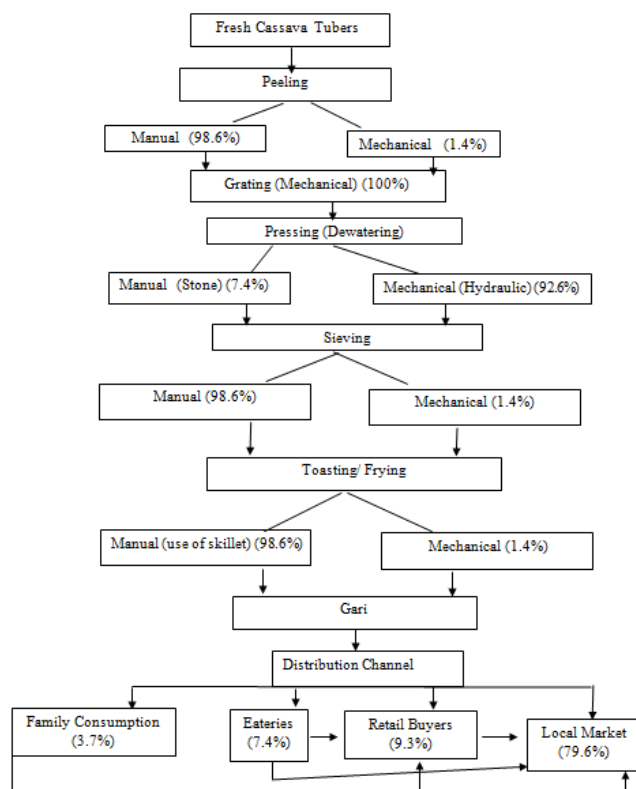 Fresh Cassava Tubers
Peeling
Manual (98.6%)
Mechanical (1.4%)
Grating (Mechanical) (100%)
Pressing (Dewatering)
Manual (Stone) (7.4%)
Mechanical (Hydraulic) (92.6%)
Sieving
Manual (98.6%)
Mechanical (1.4%)
Toasting/ Frying
Manual (use of skillet) (98.6%)
Mechanical (1.4%)
Gari
Distribution Channel
Family Consumption
(3.7%)
Eateries
(7.4%)
Retail Buyers
(9.3%)
Local Market
(79.6%)